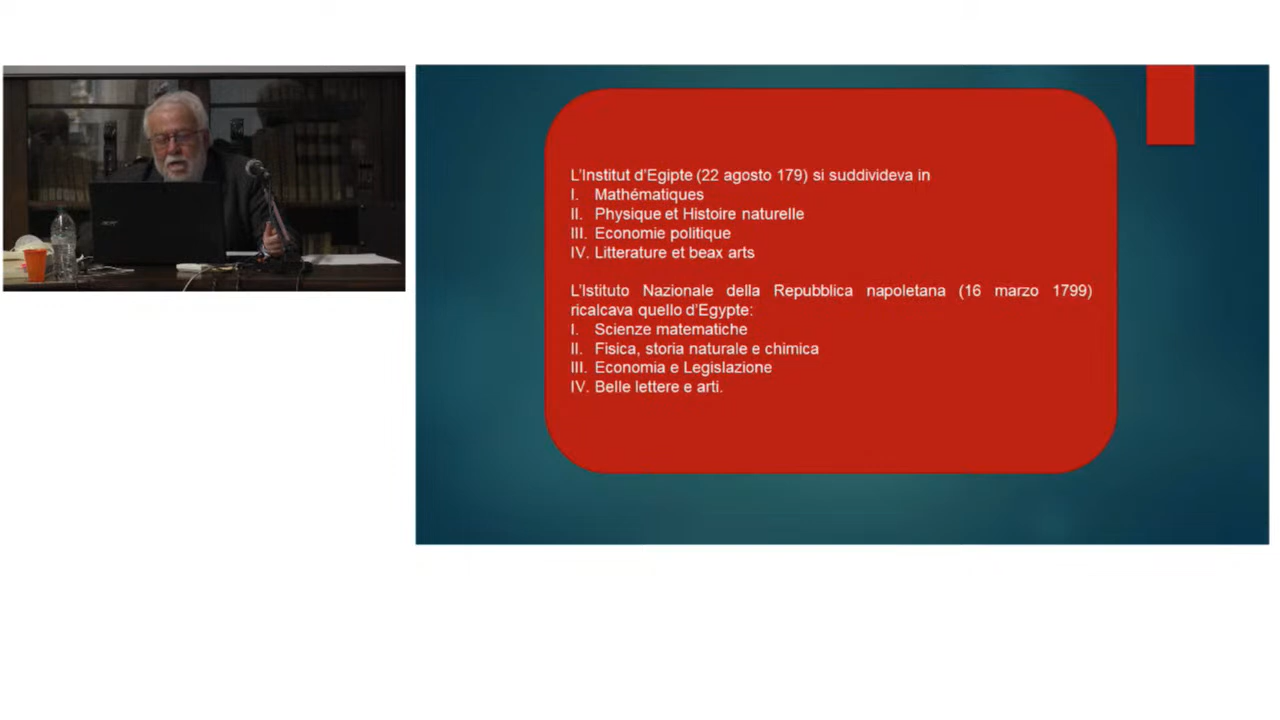 L'Institut d'Egipte (22 agosto 179) si suddivideva in
I. Mathématiques
II. Physique et Histoire naturelle
III. Economie politique
IV. Litterature et beax arts
L'Istituto Nazionale della Repubblica napoletana (16 marzo 1799)
ricalcava quello d'Egypte:
I. Scienze matematiche
II. Fisica, storia naturale e chimica
III. Economia e Legislazione
IV. Belle lettere e arti.
acer